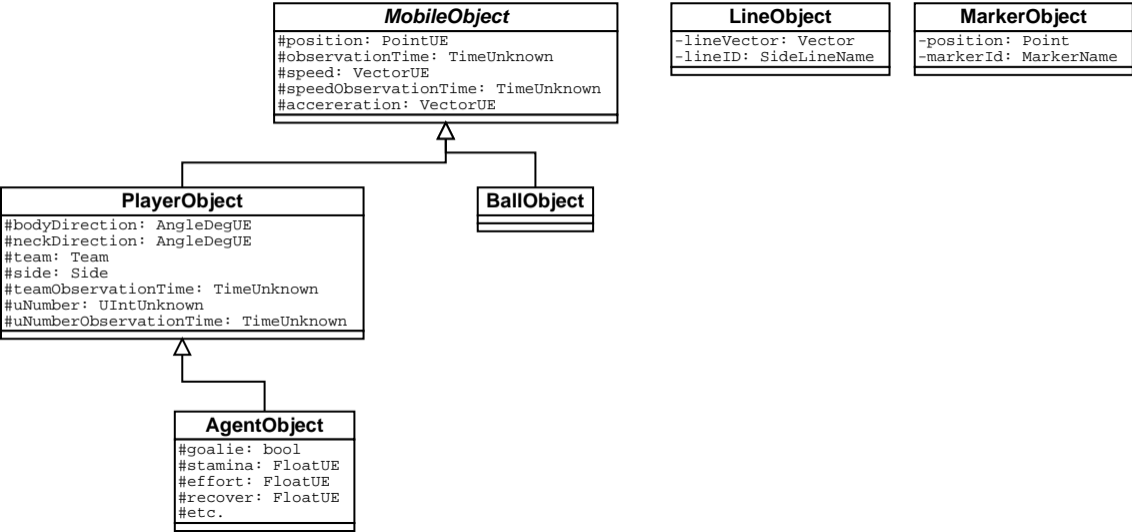 MobileObject
#position: PointUE
#observationTime: TimeUnknown
#speed: VectorUE
#speedObservationTime: TimeUnknown
#accereration: VectorUE
LineObject
-lineVector: Vector
-lineID: SideLineName
MarkerObject
-position: Point
-markerId: MarkerName
PlayerObject
#bodyDirection: AngleDegUE
#neckDirection: AngleDegUE
#team: Team
#side: Side
#teamObservationTime: TimeUnknown
#uNumber: UIntUnknown
#uNumberObservationTime: TimeUnknown
BallObject
AgentObject
#goalie: bool
#stamina: FloatUE
#effort: FloatUE
#recover: FloatUE
#etc.